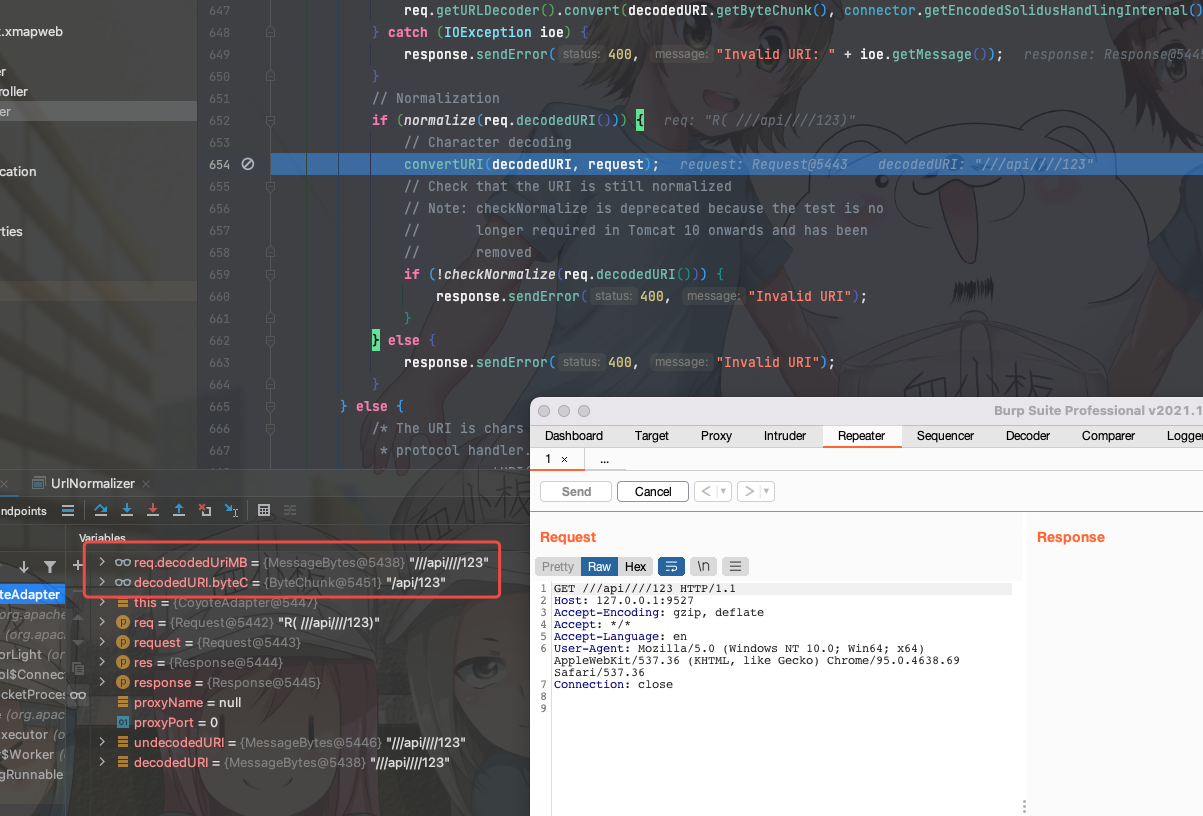 647 req.getURLDecoder().convert(decodedURI.getByteChunk(), connector.getEncodedSolidusHandlingInternal()
648 } catch (IOException ioe) {
649 response.sendError( status: 400, message: "Invalid URI: " + ioe.getMessage()); response: Response@5445
650 }
651 // Normalization
652 if (normalize(req.decodedURI())) { req: "R( ///api////123)"
653 // Character decoding
654 convertURI(decodedURI, request); request: Request@5443 decodedURI: "///api////123"
655 // Check that the URI is still normalized
656 // Note: checkNormalize is deprecated because the test is no
657 // longer required in Tomcat 10 onwards and has been
658 // removed
659 if (!checkNormalize(req.decodedURI())) {
660 response.sendError( status: 400, message: "Invalid URI");
661 }
662 } else {
663 response.sendError( status: 400, message: "Invalid URI");
664 }
665 } else {
666 /* The URI is chars
667 * protocol handler.
.xmapweb
er
roller
er
cation
ties
UrlNormalizer
ndpoints
Variables
req.decodedUriMB = {MessageBytes@5438} "///api////123"
decodedURI.byteC = {ByteChunk@5451} "/api/123"
this = {CoyoteAdapter@5447}
req = {Request@5442} "R( ///api////123)"
request = {Request@5443}
res = {Response@5444}
response = {Response@5445}
proxyName = null
proxyPort = 0
undecodedURI = {MessageBytes@5446} "///api////123"
decodedURI = {MessageBytes@5438} "///api////123"
teAdapter
org.apache
(org.apac
orLight (or
ol$Connect
cketProces
(org.apac
xecutor (o
r$Worker (
gRunnable
Burp Suite Professional v2021.1
Dashboard Target Proxy Intruder Repeater Sequencer Decoder Comparer Logger
1 × ...
Send Cancel < >
Request
Pretty Raw Hex \n
1 GET ///api////123 HTTP/1.1
2 Host: 127.0.0.1:9527
3 Accept-Encoding: gzip, deflate
4 Accept: */*
5 Accept-Language: en
6 User-Agent: Mozilla/5.0 (Windows NT 10.0; Win64; x64)
AppleWebKit/537.36 (KHTML, like Gecko) Chrome/95.0.4638.69
Safari/537.36
7 Connection: close
8
9
Response